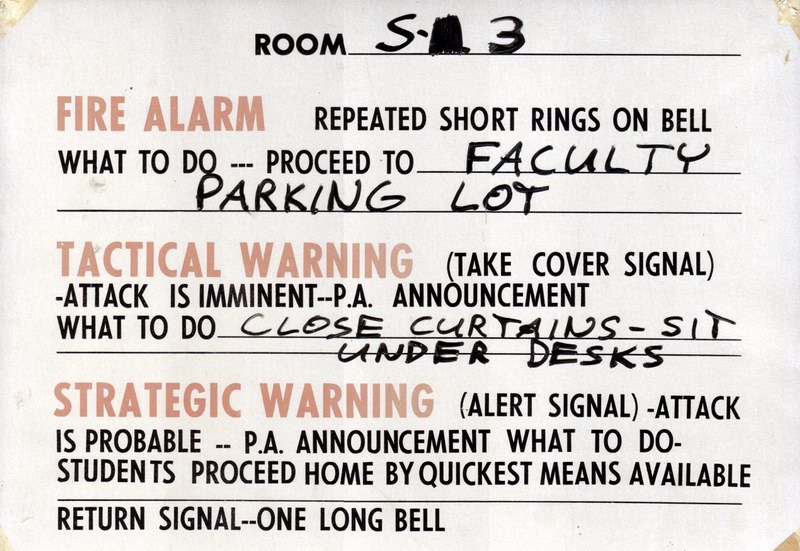 ROOM S-3
FIRE ALARM REPEATED SHORT RINGS ON BELL
WHAT TO DO --- PROCEED TO FACULTY
PARKING LOT
TACTICAL WARNING (TAKE COVER SIGNAL)
-ATTACK IS IMMINENT--P.A. ANNOUNCEMENT
WHAT TO DO CLOSE CURTAINS - SIT
UNDER DESKS
STRATEGIC WARNING (ALERT SIGNAL) -ATTACK
IS PROBABLE -- P.A. ANNOUNCEMENT WHAT TO DO-
STUDENTS PROCEED HOME BY QUICKEST MEANS AVAILABLE
RETURN SIGNAL--ONE LONG BELL